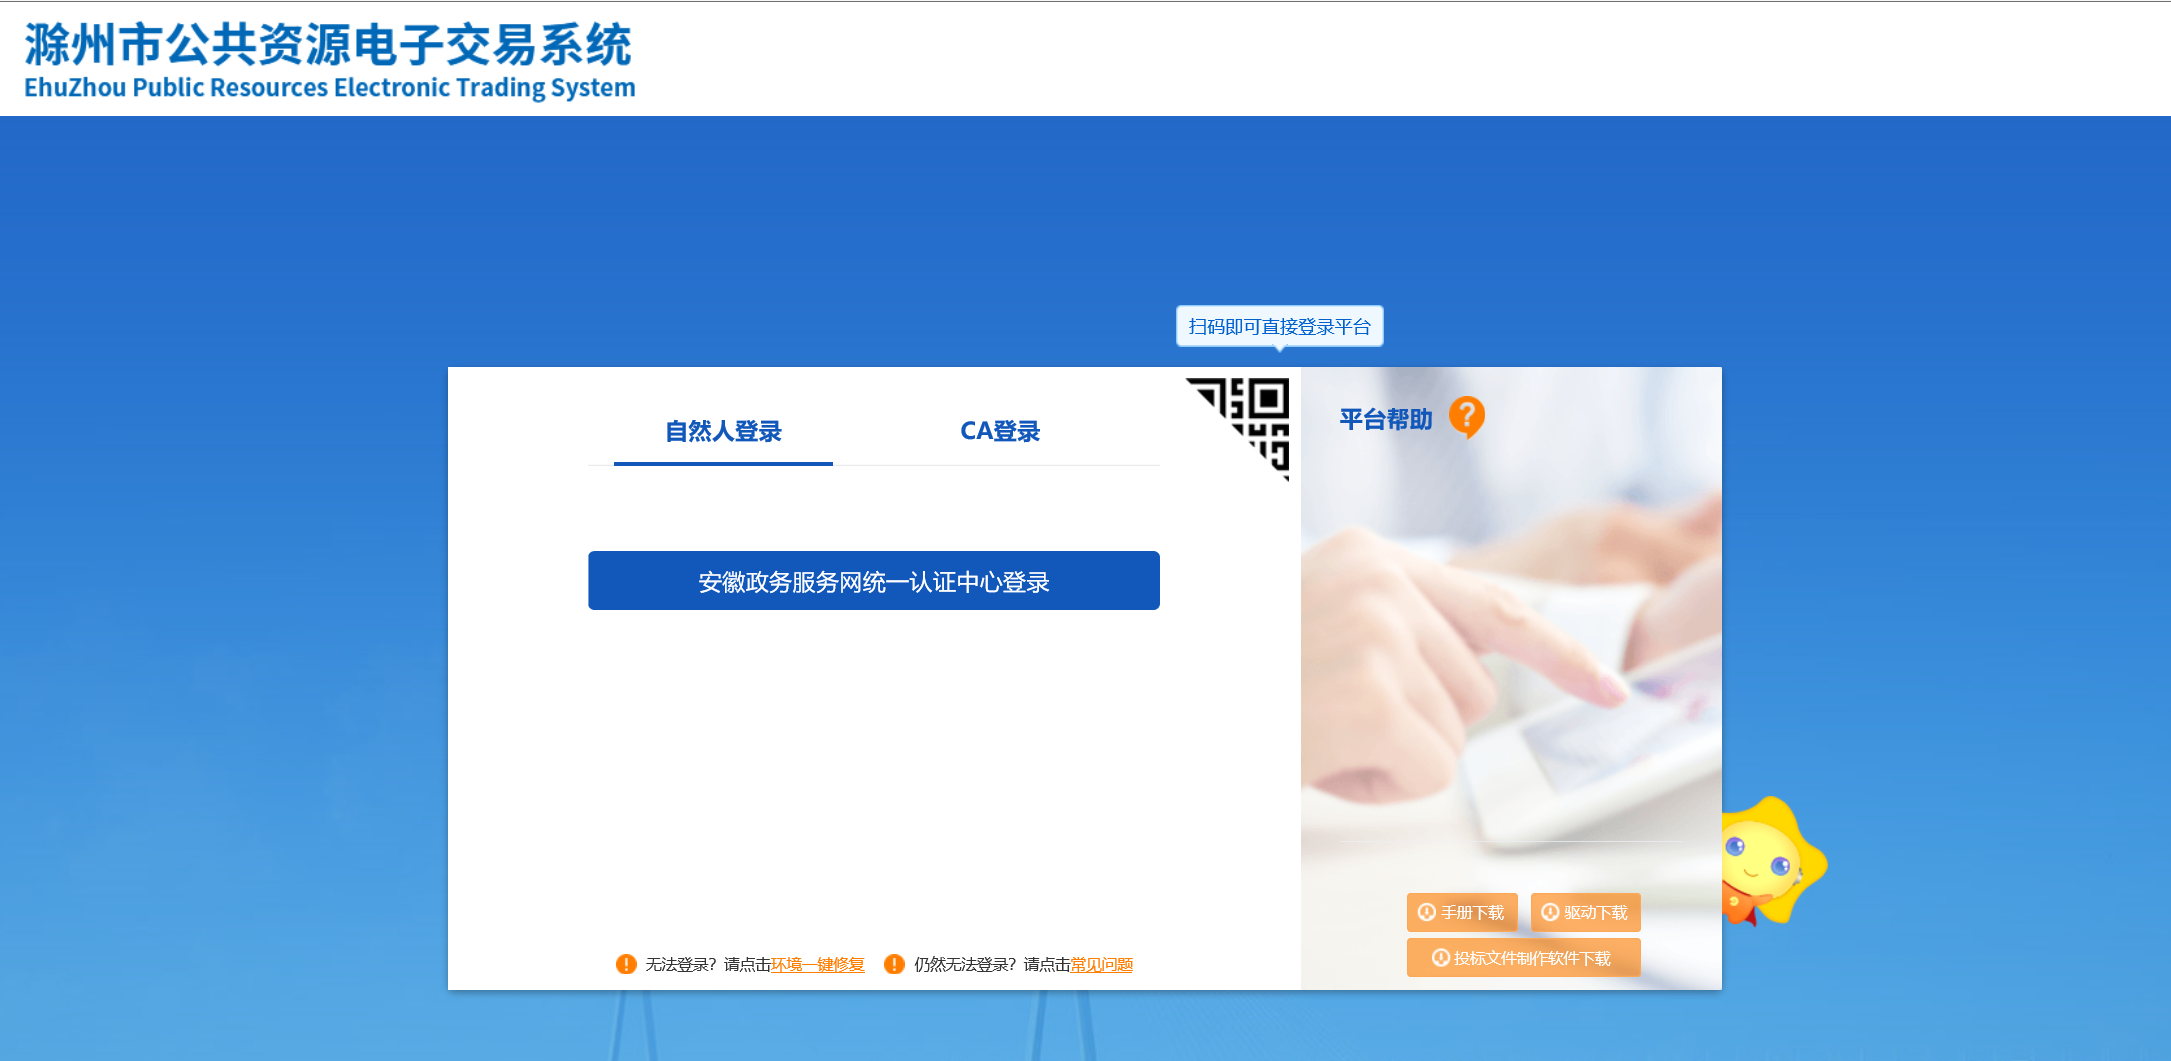 滁州市公共资源电子交易系统
EhuZhou Public Resources Electronic Trading System
扫码即可直接登录平台
自然人登录
CA登录
平台帮助
安徽政务服务网统一认证中心登录
手册下载
驱动下载
投标文件制作软件下载
无法登录？请点击环境一键修复
仍然无法登录？请点击常见问题